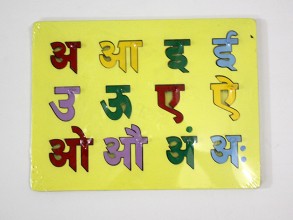 अ आ इ ई
उ ऊ ए ऐ
ओ औ अं अः